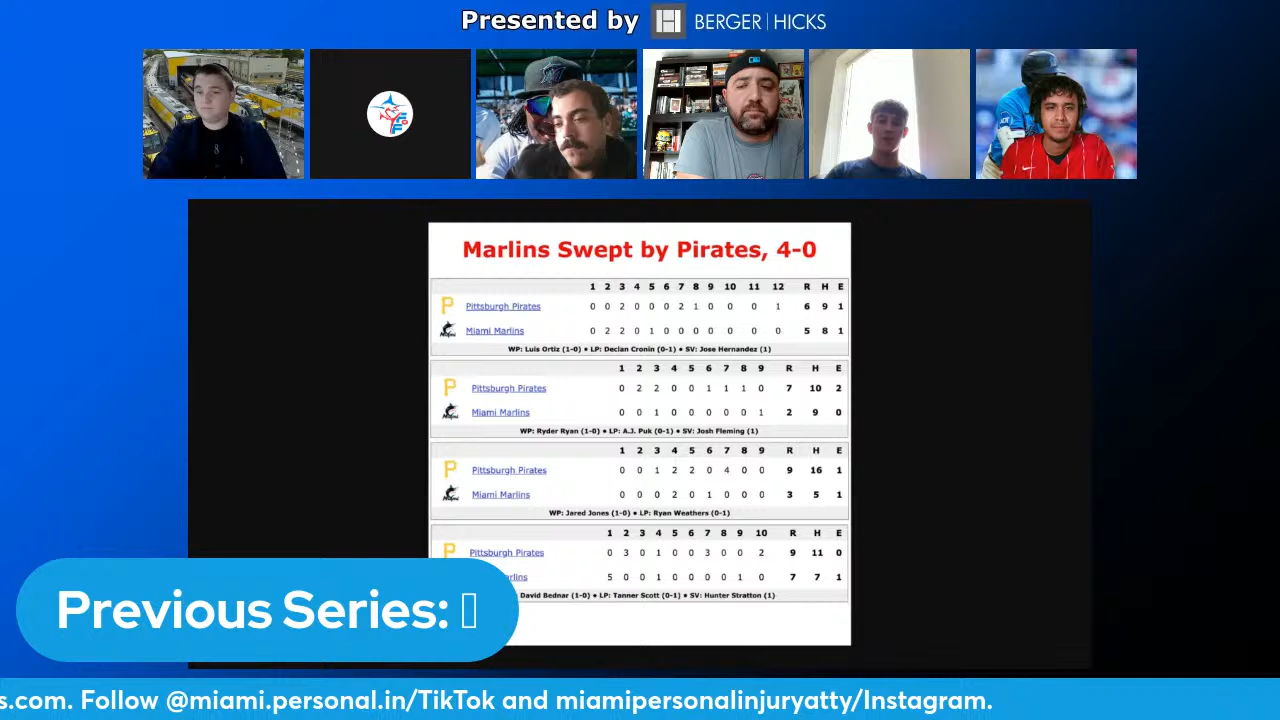 Presented by BERGER | HICKS
Marlins Swept by Pirates, 4-0
1 2 3 4 5 6 7 8 9 10 11 12 R H E
P Pittsburgh Pirates 0 0 2 0 0 0 2 1 0 0 0 1 6 9 1
Miami Marlins 0 2 2 0 1 0 0 0 0 0 0 0 5 8 1
WP: Luis Ortiz (1-0) ● LP: Declan Cronin (0-1) ● SV: Jose Hernandez (1)
1 2 3 4 5 6 7 8 9 R H E
P Pittsburgh Pirates 0 2 2 0 0 1 1 1 0 7 10 2
Miami Marlins 0 0 1 0 0 0 0 0 1 2 9 0
WP: Ryder Ryan (1-0) ● LP: A.J. Puk (0-1) ● SV: Josh Fleming (1)
1 2 3 4 5 6 7 8 9 R H E
P Pittsburgh Pirates 0 0 1 2 2 0 4 0 0 9 16 1
Miami Marlins 0 0 0 2 0 1 0 0 0 3 5 1
WP: Jared Jones (1-0) ● LP: Ryan Weathers (0-1)
1 2 3 4 5 6 7 8 9 10 R H E
P Pittsburgh Pirates 0 3 0 1 0 0 3 0 0 2 9 11 0
rlins 5 0 0 1 0 0 0 0 1 0 7 7 1
David Bednar (1-0) ● LP: Tanner Scott (0-1) ● SV: Hunter Stratton (1)
Previous Series:
s.com. Follow @miami.personal.in/TikTok and miamipersonalinjuryatty/Instagram.